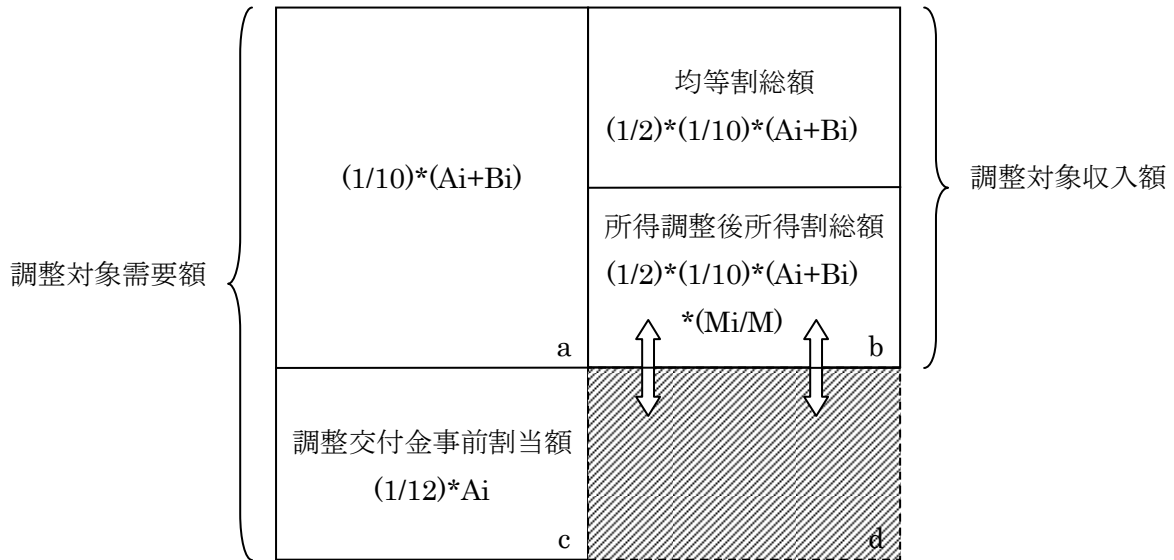 調整対象需要額
(1/10)*(Ai+Bi)
a
均等割総額
(1/2)*(1/10)*(Ai+Bi)
所得調整後所得割総額
(1/2)*(1/10)*(Ai+Bi)
*(Mi/M)
b
調整対象収入額
調整交付金事前割当額
(1/12)*Ai
c
d